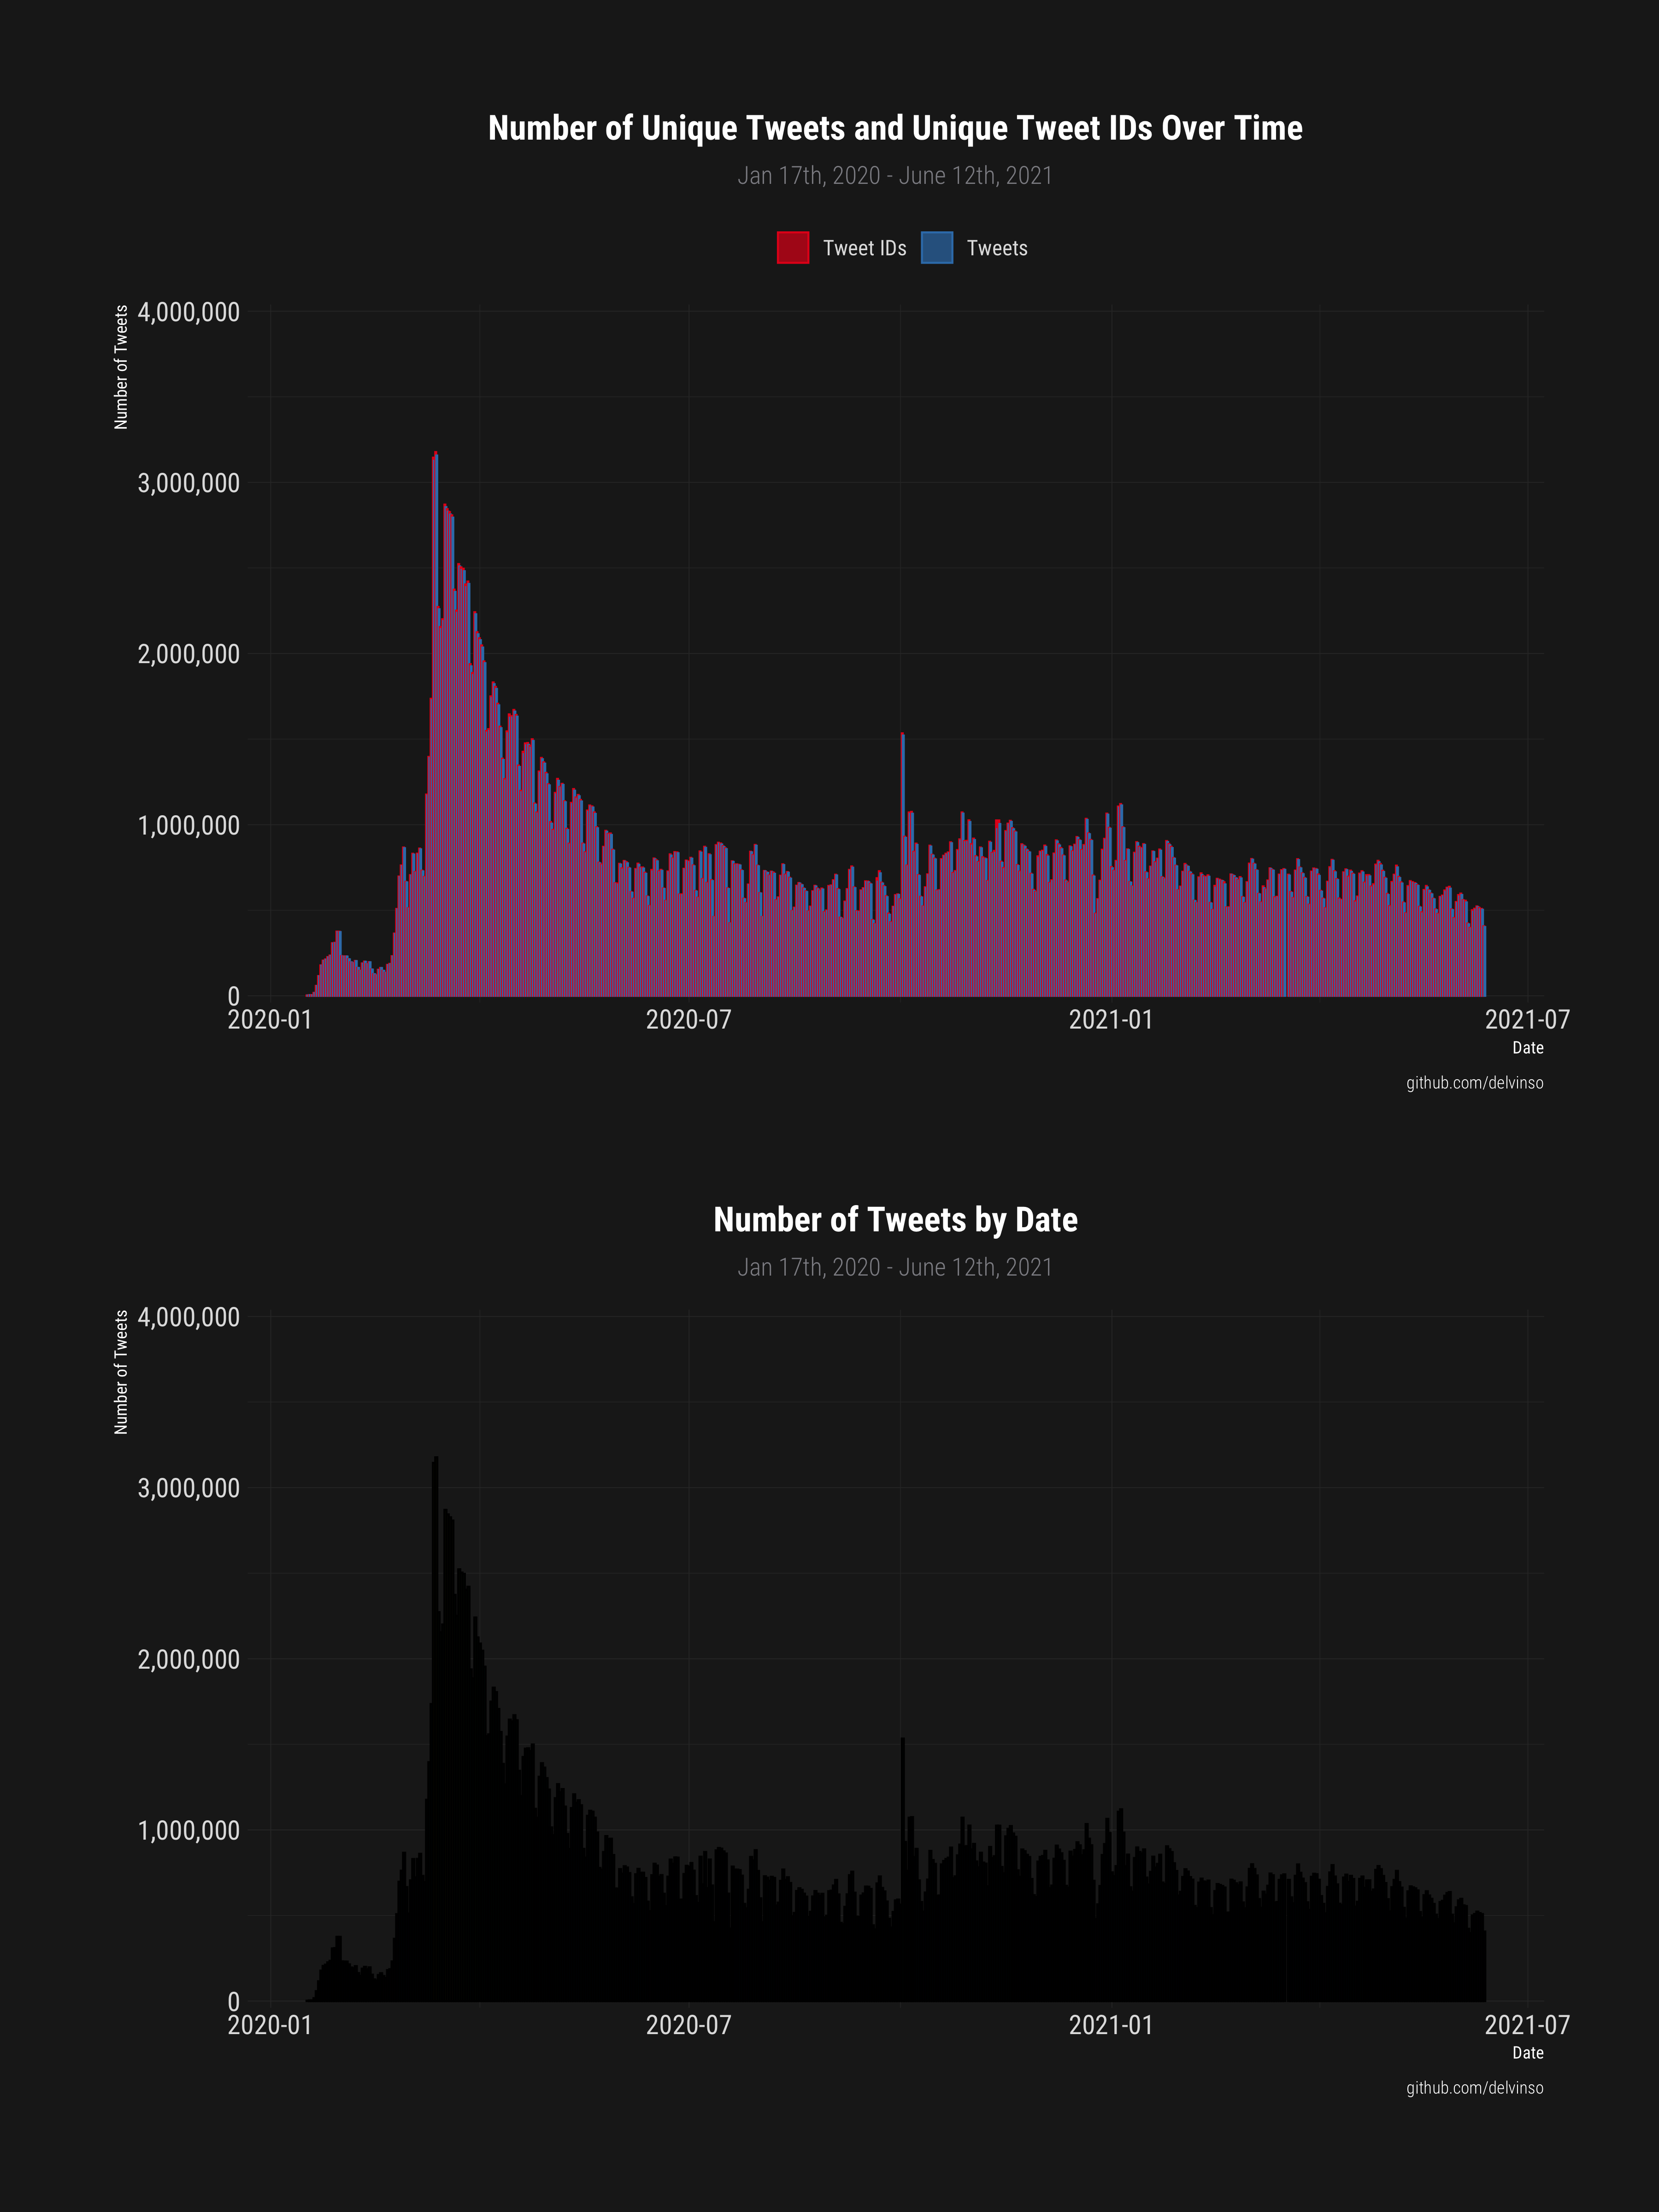 Number of Unique Tweets and Unique Tweet IDs Over Time
Jan 17th, 2020 - June 12th, 2021
Tweet IDs Tweets
Number of Tweets
4,000,000
3,000,000
2,000,000
1,000,000
0
2020-01 2020-07 2021-01 2021-07
Date
github.com/delvinso
Number of Tweets by Date
Jan 17th, 2020 - June 12th, 2021
Number of Tweets
4,000,000
3,000,000
2,000,000
1,000,000
0
2020-01 2020-07 2021-01 2021-07
Date
github.com/delvinso